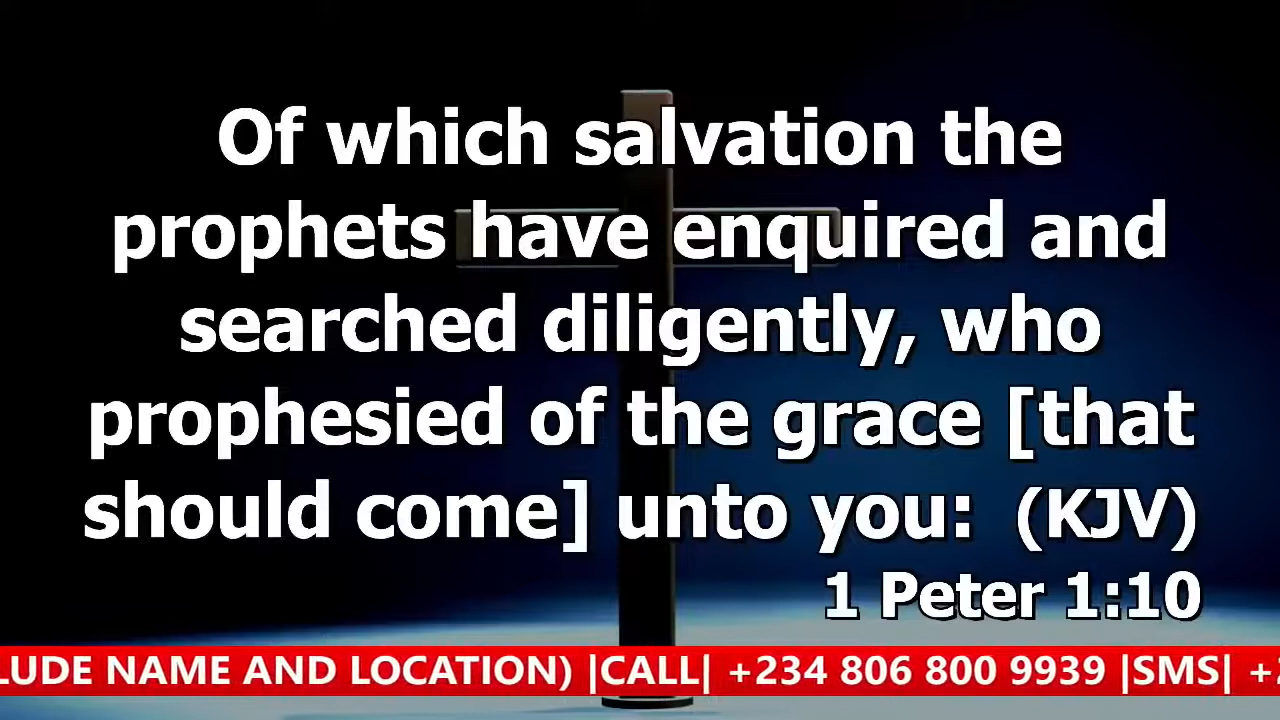 Of which salvation the
prophets have enquired and
searched diligently, who
prophesied of the grace [that
should come] unto you: (KJV)
1 Peter 1:10
LUDE NAME AND LOCATION) |CALL| +234 806 800 9939 |SMS| +2